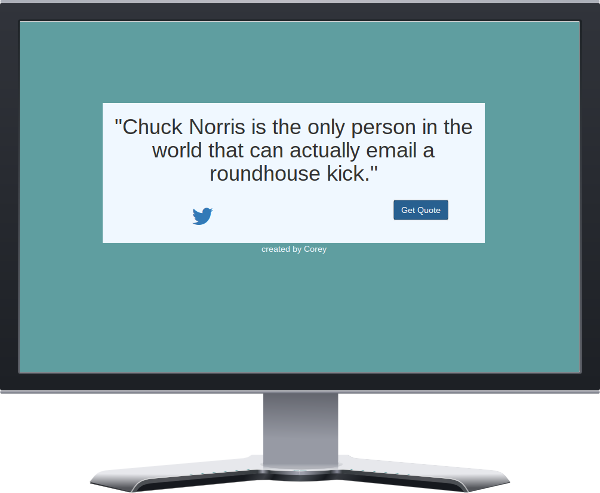 "Chuck Norris is the only person in the
world that can actually email a
roundhouse kick."
Get Quote
created by Corey